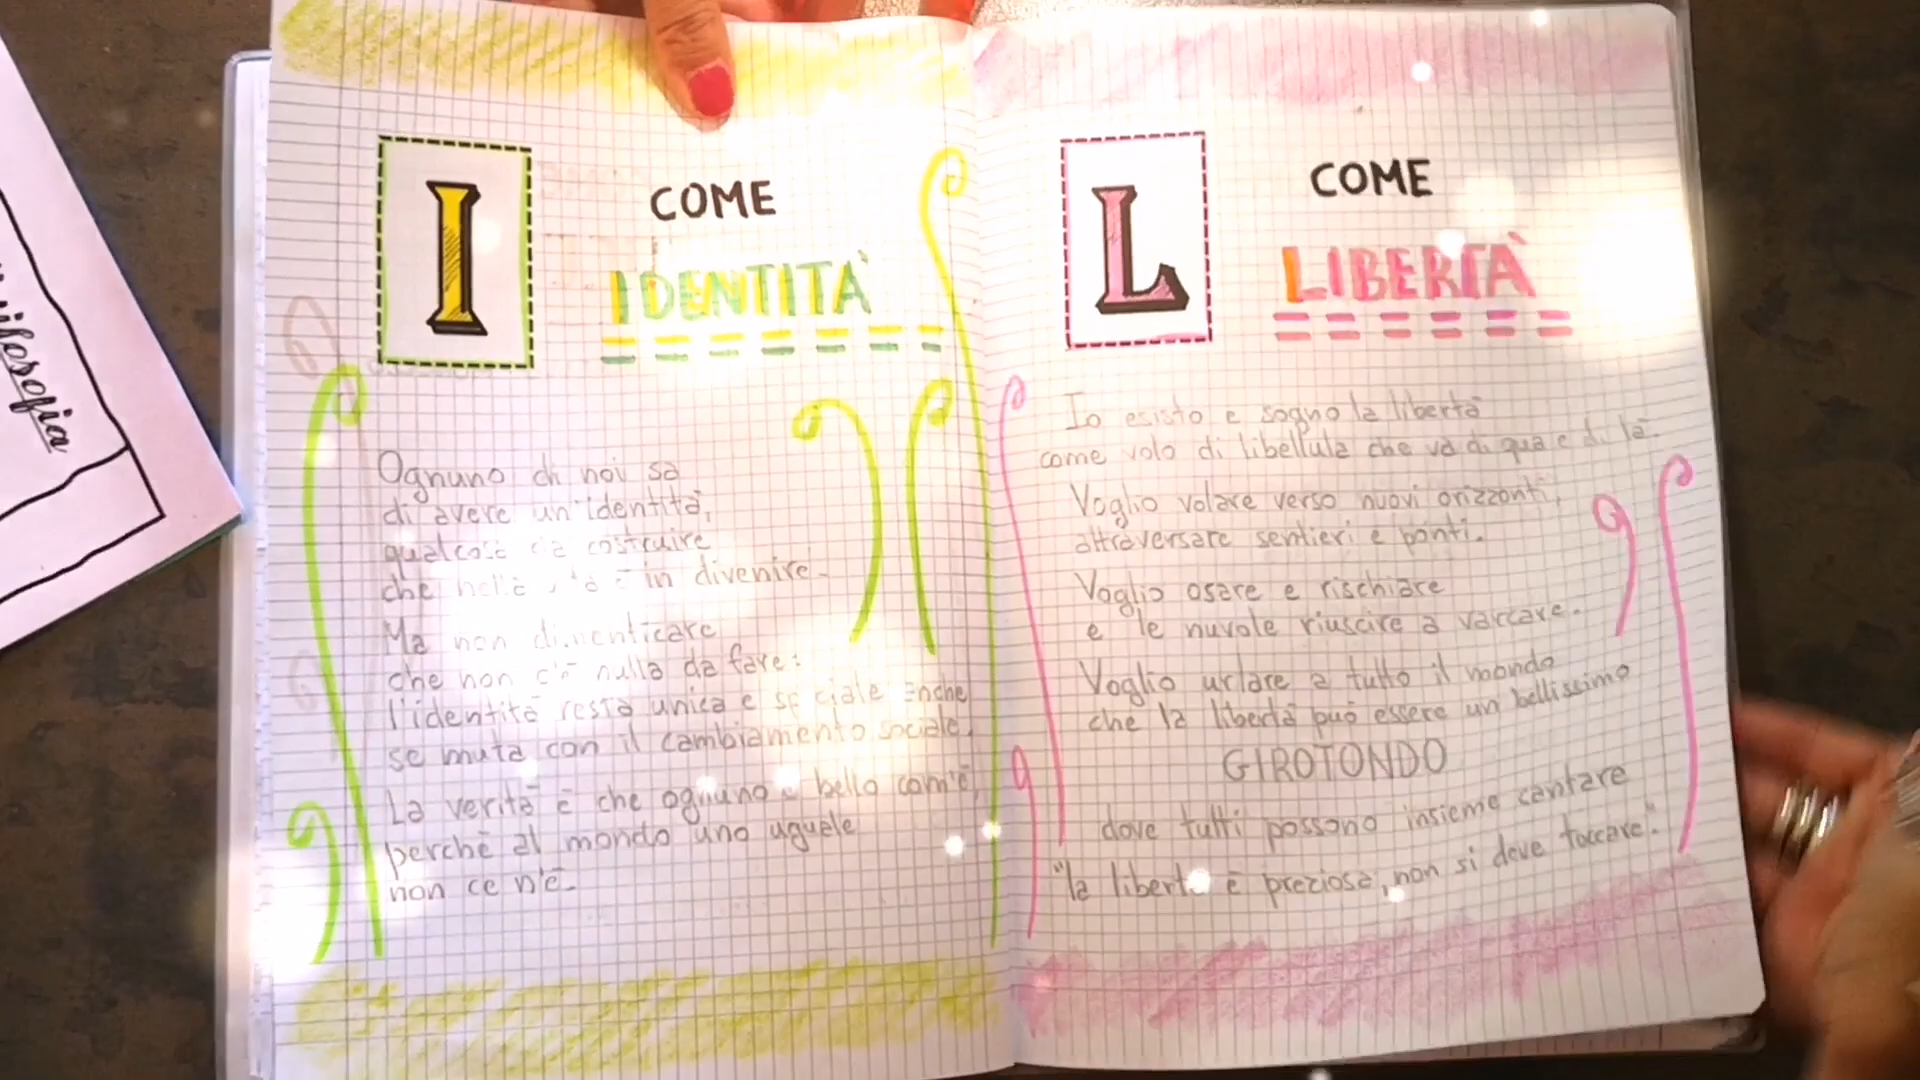 filosofia
I
COME
IDENTITÀ
Ognuno di noi sa
di avere un'identità,
qualcosa da costruire
che nella in divenire.
Ma non dimenticare
che non c'è nulla da fare:
l'identità resta unica e speciale anche
se muta con il cambiamento sociale.
La verità è che ognuno è bello com'è,
perchè al mondo uno uguale
non ce n'è.
L
COME
LIBERTÀ
Io esisto e sogno la libertà
come volo di libellula che va di qua e di là.
Voglio volare verso nuovi orizzonti,
attraversare sentieri e ponti.
Voglio osare e rischiare
e le nuvole riuscire a varcare.
Voglio urlare a tutto il mondo
che la libertà può essere un bellissimo
GIROTONDO
dove tutti possono insieme cantare
"la libertà è preziosa, non si deve toccare".